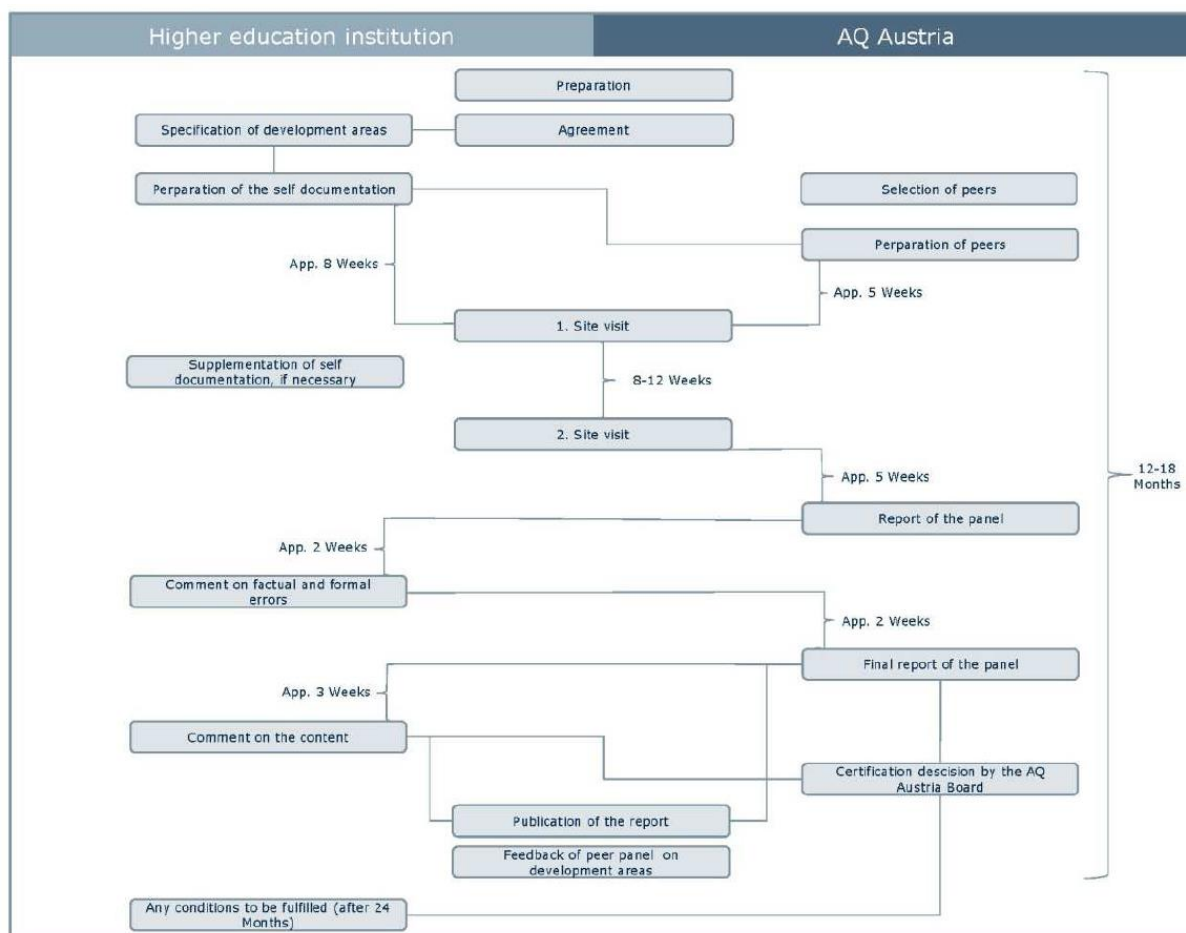 Higher education institution
AQ Austria
Preparation
Specification of development areas
Agreement
Perparation of the self documentation
Selection of peers
Perparation of peers
App. 8 Weeks
App. 5 Weeks
1. Site visit
Supplementation of self
documentation, if necessary
8-12 Weeks
2. Site visit
App. 5 Weeks
12-18
Months
Report of the panel
App. 2 Weeks
Comment on factual and formal
errors
App. 2 Weeks
Final report of the panel
App. 3 Weeks
Comment on the content
Certification descision by the AQ
Austria Board
Publication of the report
Feedback of peer panel on
development areas
Any conditions to be fulfilled (after 24
Months)